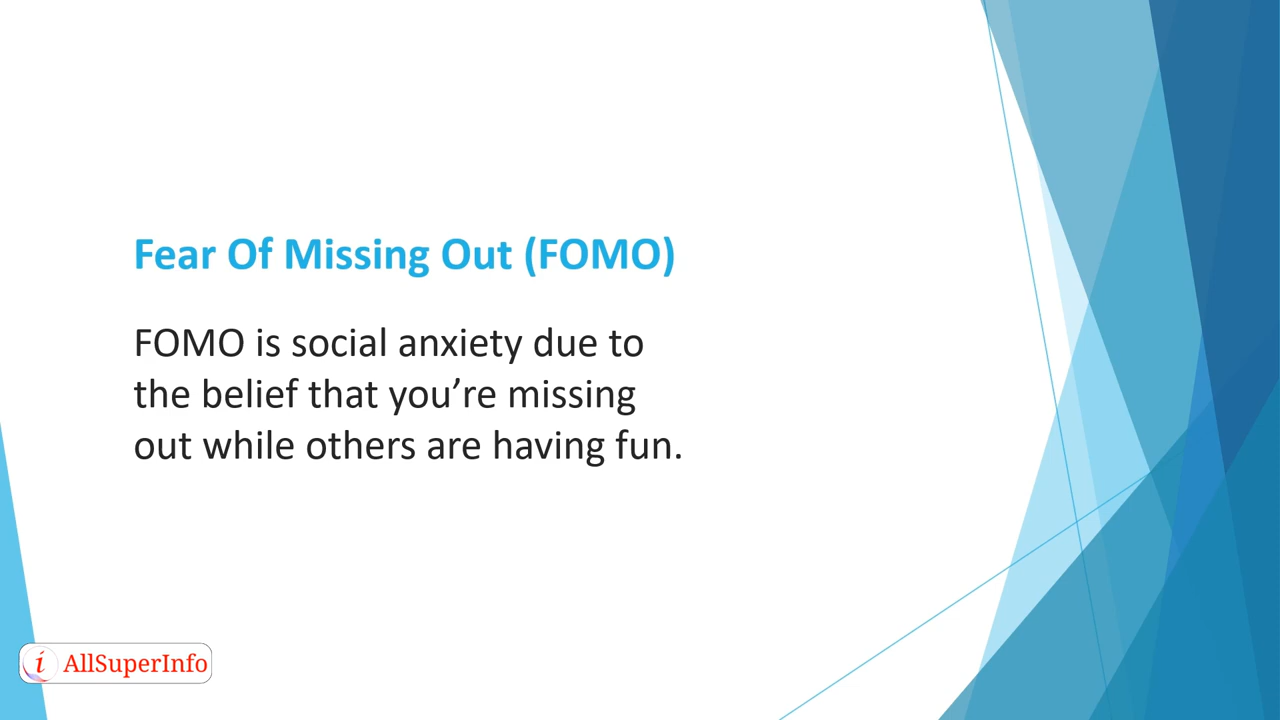 Fear Of Missing Out (FOMO)
FOMO is social anxiety due to
the belief that you’re missing
out while others are having fun.
i AllSuperInfo